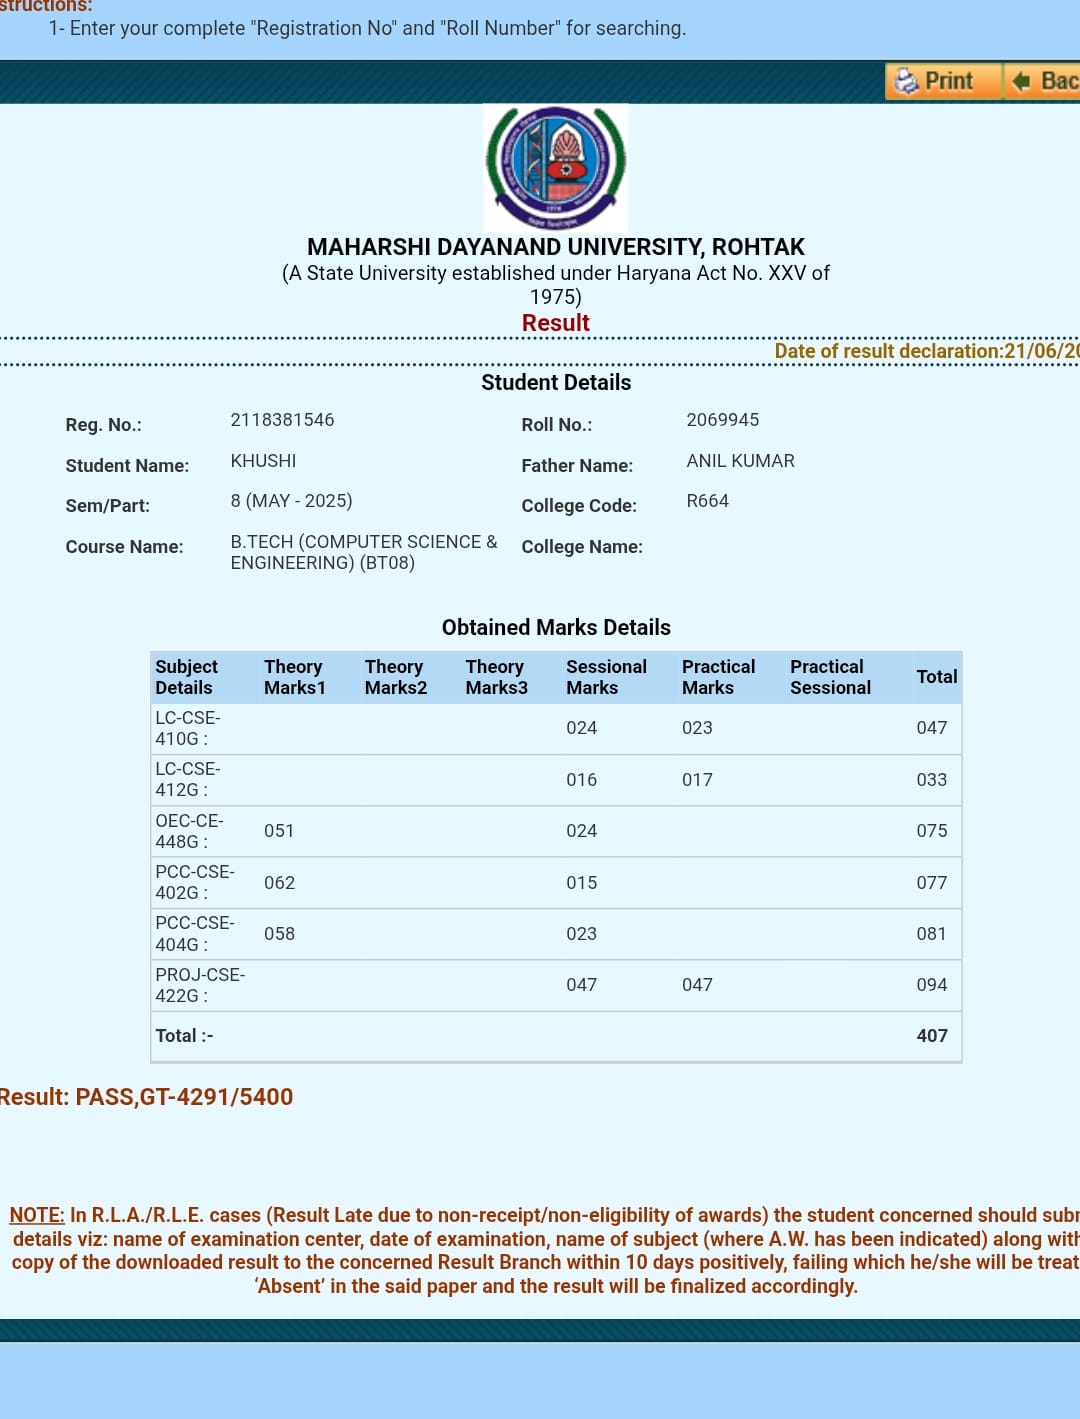 structions:
1- Enter your complete "Registration No" and "Roll Number" for searching.
Print Bac
1976
MAHARSHI DAYANAND UNIVERSITY, ROHTAK
(A State University established under Haryana Act No. XXV of
1975)
Result
Date of result declaration:21/06/20
Student Details
Reg. No.: 2118381546 Roll No.: 2069945
Student Name: KHUSHI Father Name: ANIL KUMAR
Sem/Part: 8 (MAY - 2025) College Code: R664
Course Name: B.TECH (COMPUTER SCIENCE & College Name:
ENGINEERING) (BT08)
Obtained Marks Details
Subject Theory Theory Theory Sessional Practical Practical Total
Details Marks1 Marks2 Marks3 Marks Marks Sessional
LC-CSE-
410G : 024 023 047
LC-CSE-
412G : 016 017 033
OEC-CE-
448G : 051 024 075
PCC-CSE-
402G : 062 015 077
PCC-CSE-
404G : 058 023 081
PROJ-CSE-
422G : 047 047 094
Total :- 407
Result: PASS,GT-4291/5400
NOTE: In R.L.A./R.L.E. cases (Result Late due to non-receipt/non-eligibility of awards) the student concerned should subm
details viz: name of examination center, date of examination, name of subject (where A.W. has been indicated) along with
copy of the downloaded result to the concerned Result Branch within 10 days positively, failing which he/she will be treat
‘Absent’ in the said paper and the result will be finalized accordingly.